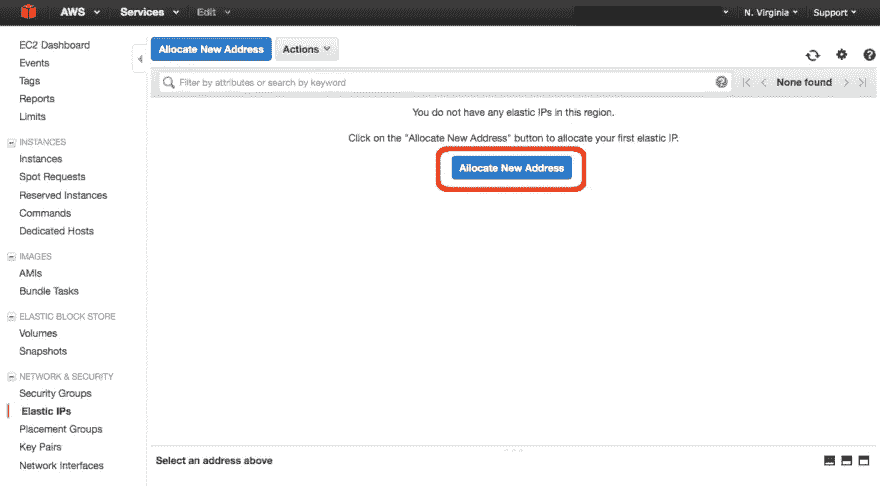 AWS Services Edit N. Virginia Support
EC2 Dashboard
Events
Tags
Reports
Limits
INSTANCES
Instances
Spot Requests
Reserved Instances
Commands
Dedicated Hosts
IMAGES
AMIs
Bundle Tasks
ELASTIC BLOCK STORE
Volumes
Snapshots
NETWORK & SECURITY
Security Groups
Elastic IPs
Placement Groups
Key Pairs
Network Interfaces
Allocate New Address Actions
Filter by attributes or search by keyword None found
You do not have any elastic IPs in this region.
Click on the "Allocate New Address" button to allocate your first elastic IP.
Allocate New Address
Select an address above